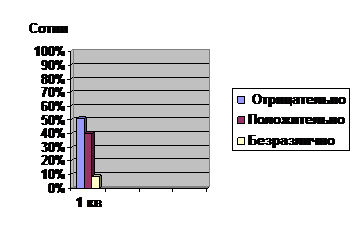 Сотни
100%
90%
80%
70%
60%
50%
40%
30%
20%
10%
0%
1 кв
Отрицательно
Положительно
Безразлично